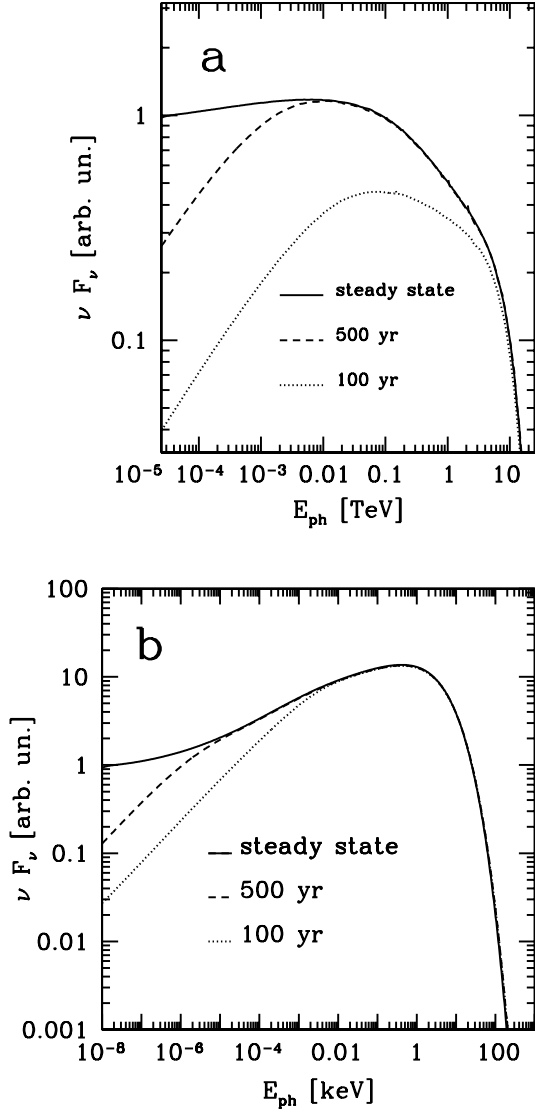 a
1
0.1
ν F_ν [arb. un.]
steady state
500 yr
100 yr
10⁻⁵ 10⁻⁴ 10⁻³ 0.01 0.1 1 10
E_ph [TeV]
b
100
10
1
0.1
0.01
0.001
ν F_ν [arb. un.]
steady state
500 yr
100 yr
10⁻⁸ 10⁻⁶ 10⁻⁴ 0.01 1 100
E_ph [keV]